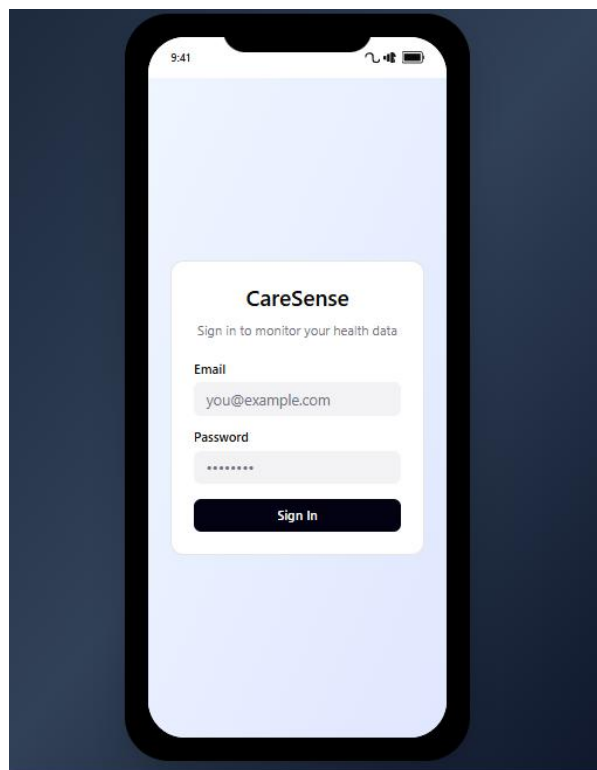 9:41
CareSense
Sign in to monitor your health data
Email
you@example.com
Password
••••••••
Sign In